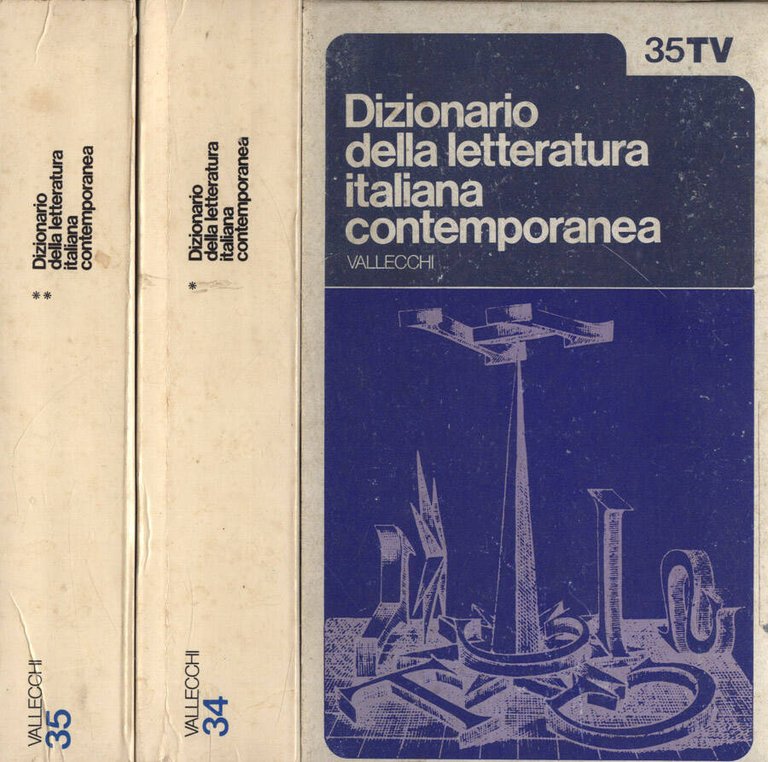 **
Dizionario
della letteratura
italiana
contemporanea
VALLECCHI
35
*
Dizionario
della letteratura
italiana
contemporanea
VALLECCHI
34
35TV
Dizionario
della letteratura
italiana
contemporanea
VALLECCHI